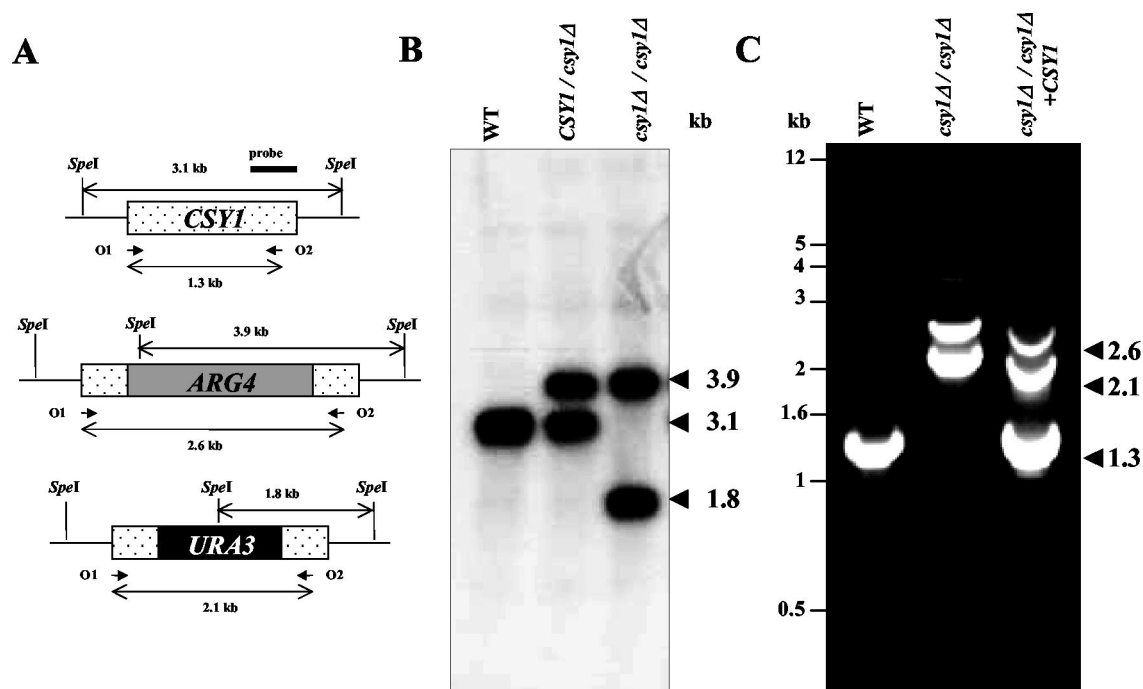 A
SpeI
probe
SpeI
3.1 kb
CSY1
O1
O2
1.3 kb
SpeI
SpeI
3.9 kb
SpeI
ARG4
O1
O2
2.6 kb
SpeI
SpeI
1.8 kb
SpeI
URA3
O1
O2
2.1 kb
B
WT
CSY1 / csy1Δ
csy1Δ / csy1Δ
kb
3.9
3.1
1.8
C
kb
WT
csy1Δ / csy1Δ
csy1Δ / csy1Δ
+CSY1
12
5
4
3
2
1.6
1
0.5
2.6
2.1
1.3